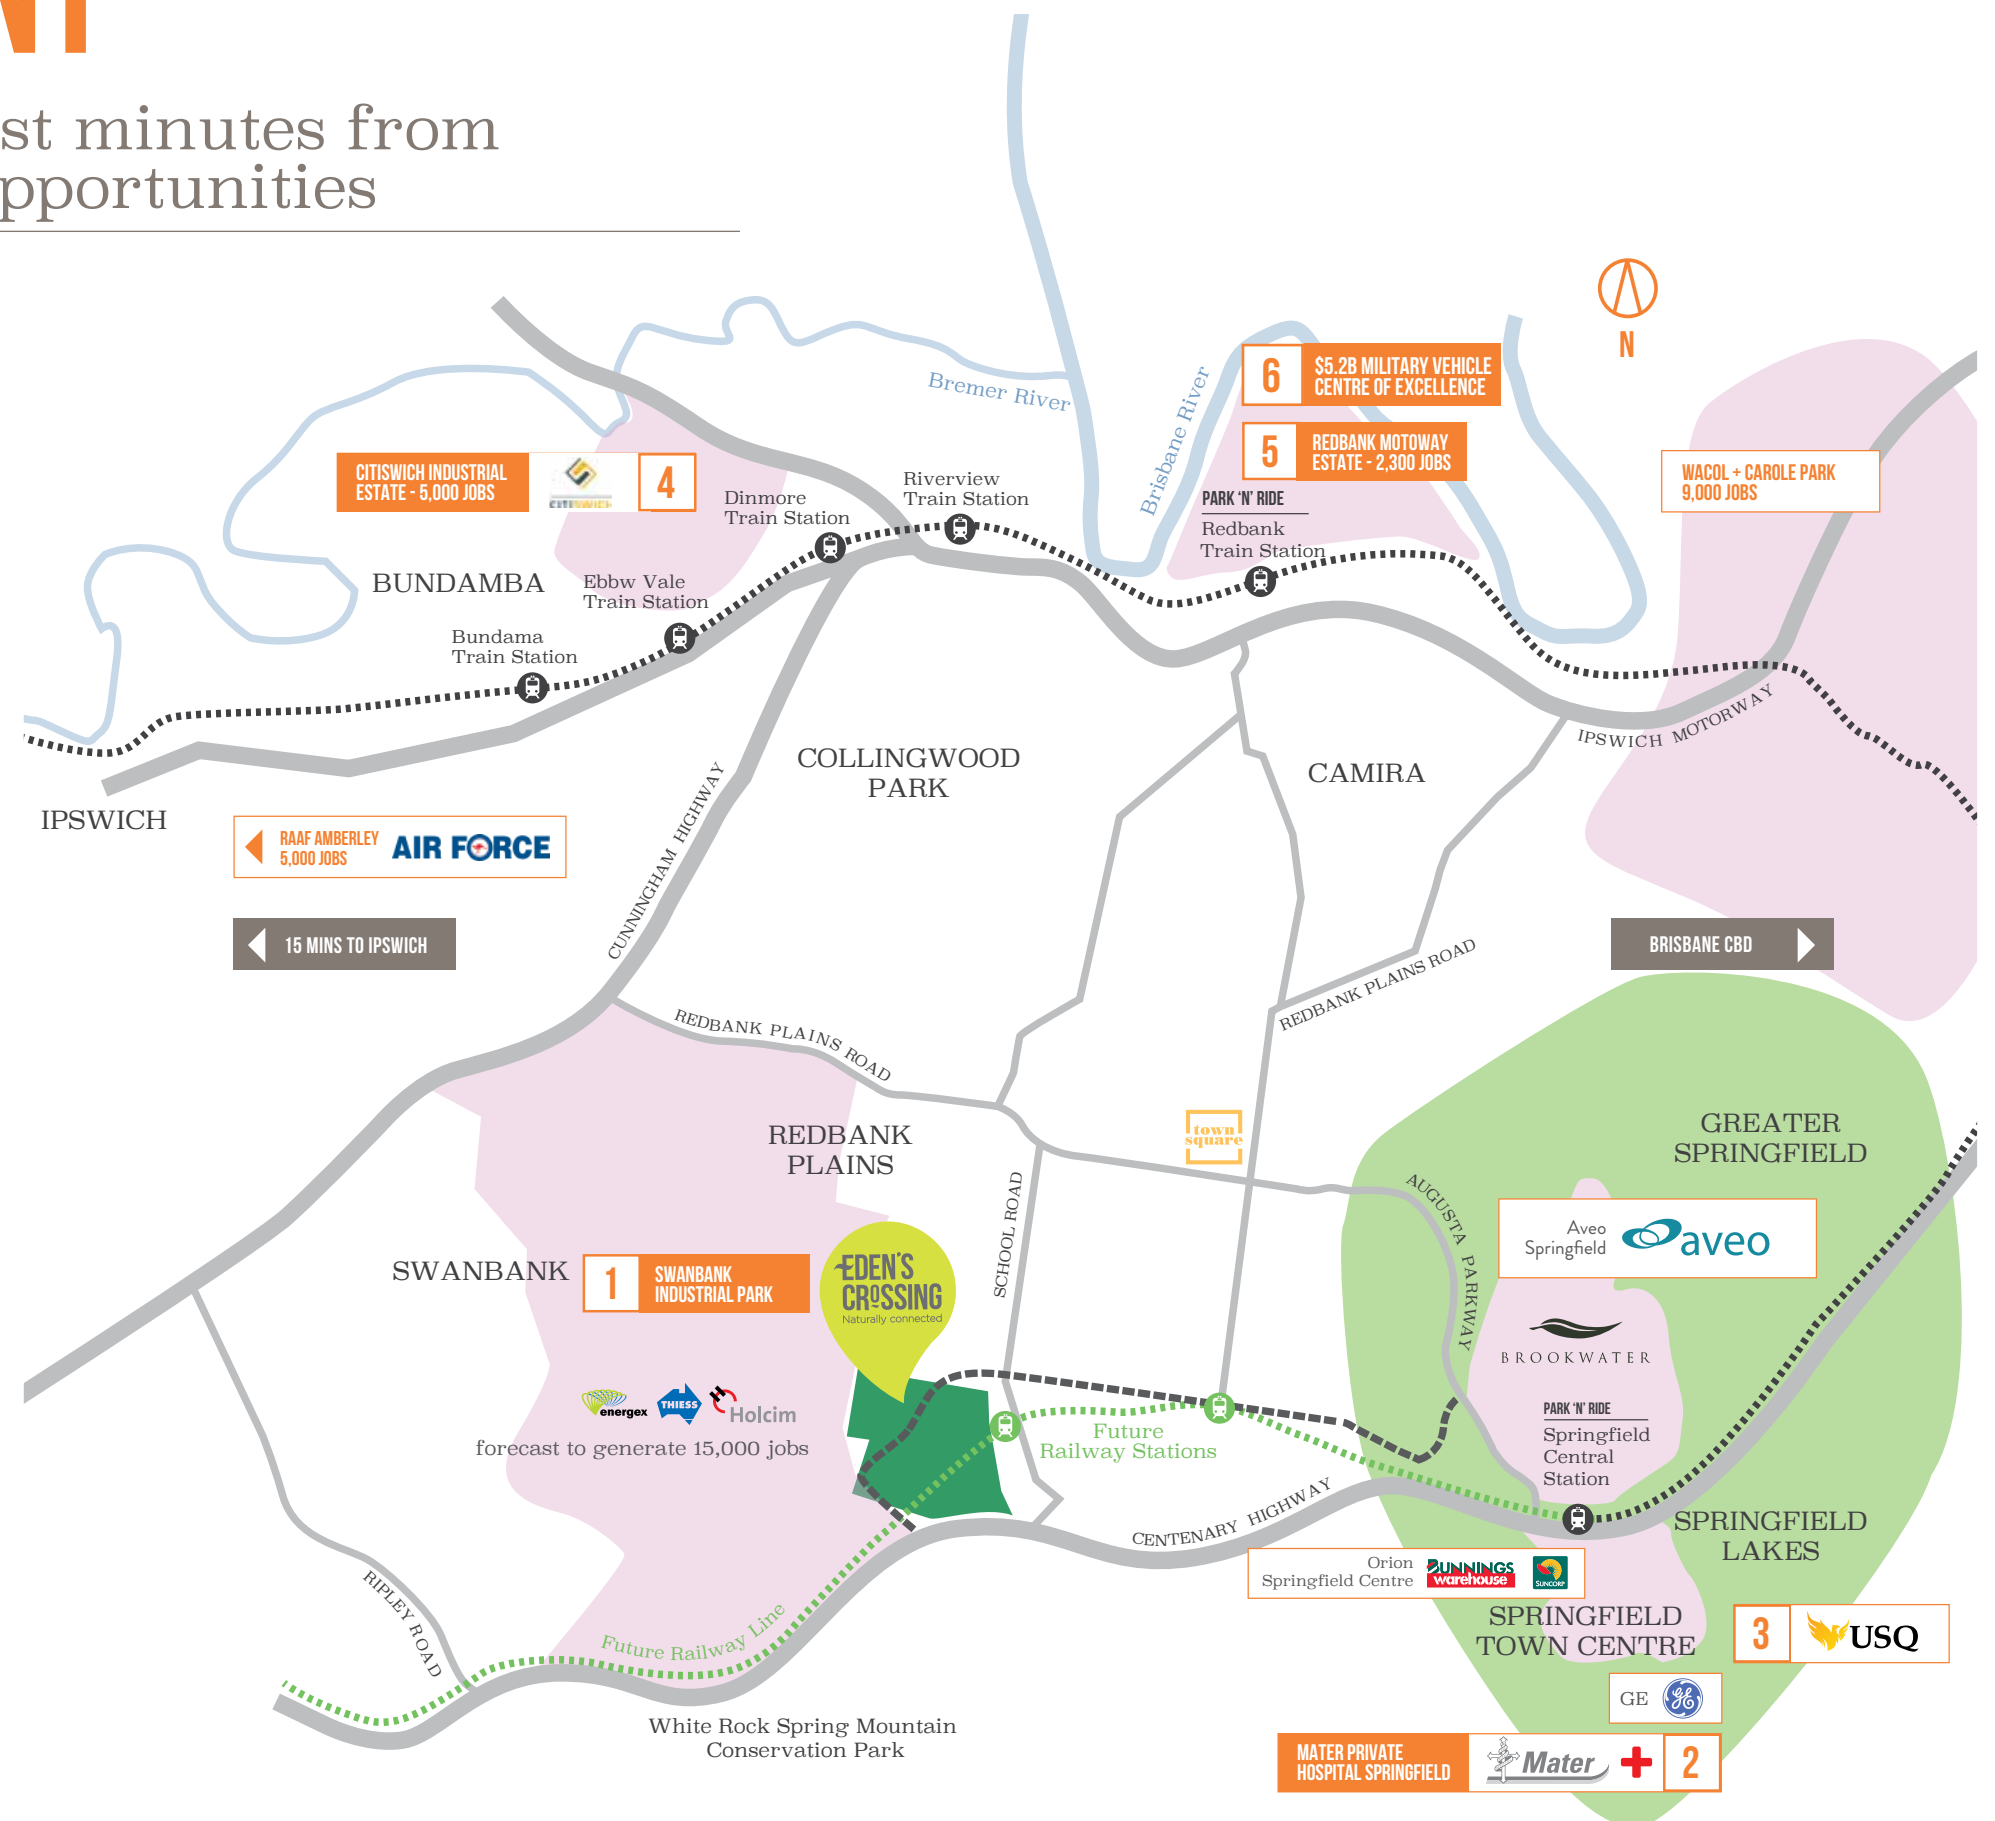 st minutes from
pportunities
N
Bremer River
Brisbane River
6
$5.2B MILITARY VEHICLE
CENTRE OF EXCELLENCE
5
REDBANK MOTOWAY
ESTATE - 2,300 JOBS
PARK ‘N’ RIDE
Redbank
Train Station
WACOL + CAROLE PARK
9,000 JOBS
CITISWICH INDUSTRIAL
ESTATE - 5,000 JOBS
4
Dinmore
Train Station
Riverview
Train Station
BUNDAMBA
Ebbw Vale
Train Station
Bundama
Train Station
IPSWICH MOTORWAY
COLLINGWOOD
PARK
CAMIRA
IPSWICH
RAAF AMBERLEY
5,000 JOBS
AIR FORCE
CUNNINGHAM HIGHWAY
15 MINS TO IPSWICH
BRISBANE CBD
REDBANK PLAINS ROAD
REDBANK PLAINS ROAD
town
square
REDBANK
PLAINS
GREATER
SPRINGFIELD
SCHOOL ROAD
AUGUSTA PARKWAY
Aveo
Springfield
aveo
SWANBANK
1
SWANBANK
INDUSTRIAL PARK
EDEN'S
CROSSING
Naturally connected
BROOKWATER
energex
THIESS
Holcim
forecast to generate 15,000 jobs
Future
Railway Stations
PARK ‘N’ RIDE
Springfield
Central
Station
CENTENARY HIGHWAY
SPRINGFIELD
LAKES
Orion
Springfield Centre
BUNNINGS
warehouse
SUNCORP
RIPLEY ROAD
Future Railway Line
SPRINGFIELD
TOWN CENTRE
3
USQ
GE
GE
White Rock Spring Mountain
Conservation Park
MATER PRIVATE
HOSPITAL SPRINGFIELD
Mater
2